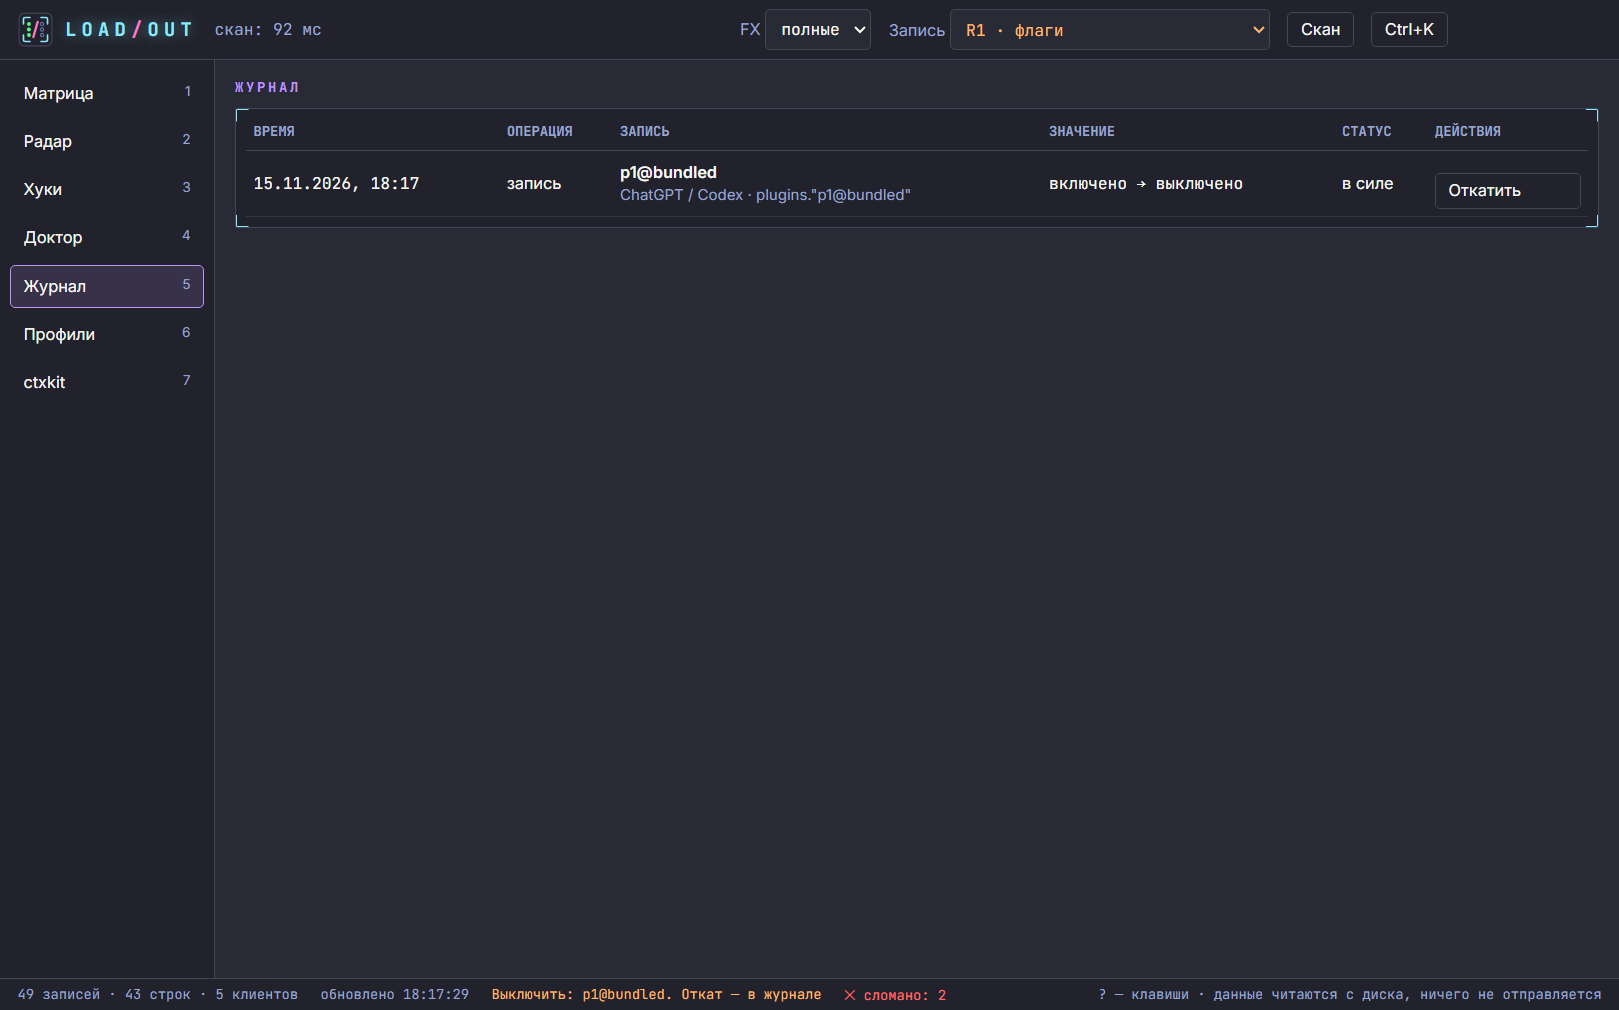 LOAD/OUT скан: 92 мс FX полные Запись R1 · флаги Скан Ctrl+K
Матрица 1
Радар 2
Хуки 3
Доктор 4
Журнал 5
Профили 6
ctxkit 7
ЖУРНАЛ
ВРЕМЯ ОПЕРАЦИЯ ЗАПИСЬ ЗНАЧЕНИЕ СТАТУС ДЕЙСТВИЯ
15.11.2026, 18:17 запись p1@bundled включено → выключено в силе Откатить
ChatGPT / Codex · plugins."p1@bundled"
49 записей · 43 строк · 5 клиентов обновлено 18:17:29 Выключить: p1@bundled. Откат — в журнале ✕ сломано: 2 ? — клавиши · данные читаются с диска, ничего не отправляется